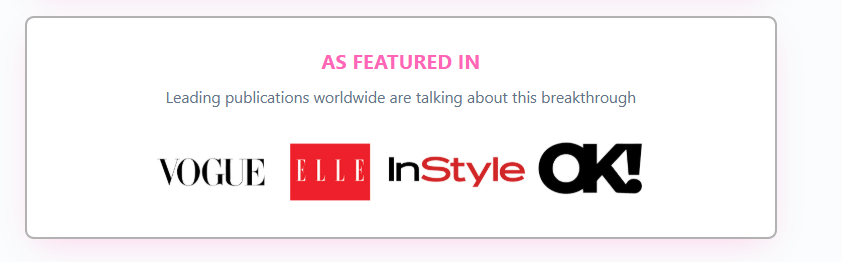 AS FEATURED IN
Leading publications worldwide are talking about this breakthrough
VOGUE ELLE InStyle OK!